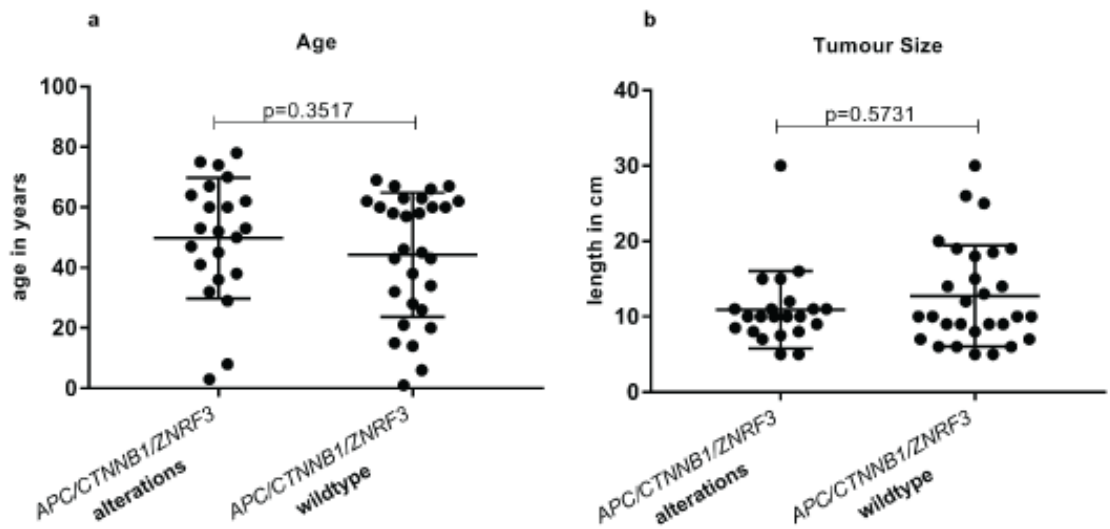 a
Age
age in years
100
80
60
40
20
0
p=0.3517
APC/CTNNB1/ZNRF3
alterations
APC/CTNNB1/ZNRF3
wildtype
b
Tumour Size
length in cm
40
30
20
10
0
p=0.5731
APC/CTNNB1/ZNRF3
alterations
APC/CTNNB1/ZNRF3
wildtype